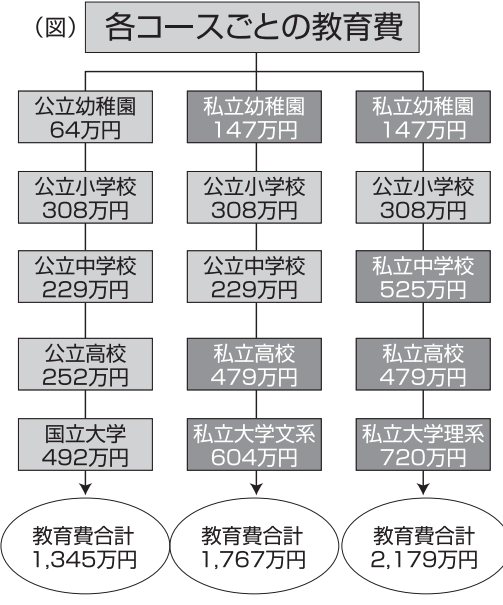 (図)
各コースごとの教育費
公立幼稚園
64万円
公立小学校
308万円
公立中学校
229万円
公立高校
252万円
国立大学
492万円
教育費合計
1,345万円
私立幼稚園
147万円
公立小学校
308万円
公立中学校
229万円
私立高校
479万円
私立大学文系
604万円
教育費合計
1,767万円
私立幼稚園
147万円
公立小学校
308万円
私立中学校
525万円
私立高校
479万円
私立大学理系
720万円
教育費合計
2,179万円